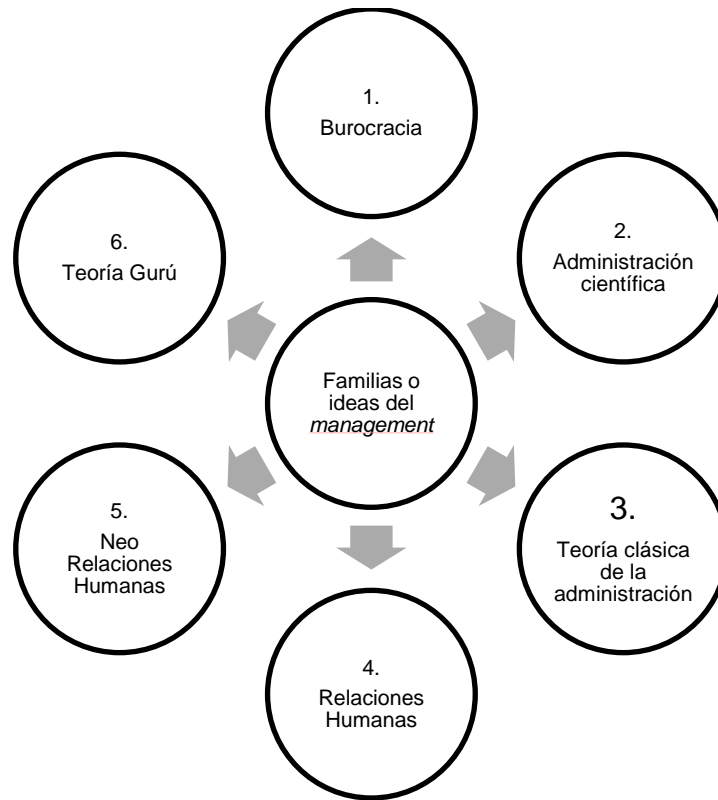 1.
Burocracia
6.
Teoría Gurú
2.
Administración
científica
Familias o
ideas del
management
5.
Neo
Relaciones
Humanas
3.
Teoría clásica
de la
administración
4.
Relaciones
Humanas